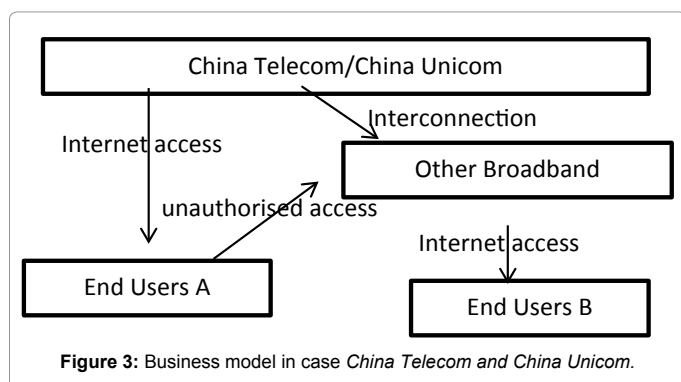 China Telecom/China Unicom
Interconnection
Internet access
Other Broadband
unauthorised access
Internet access
End Users A
End Users B
Figure 3: Business model in case China Telecom and China Unicom.